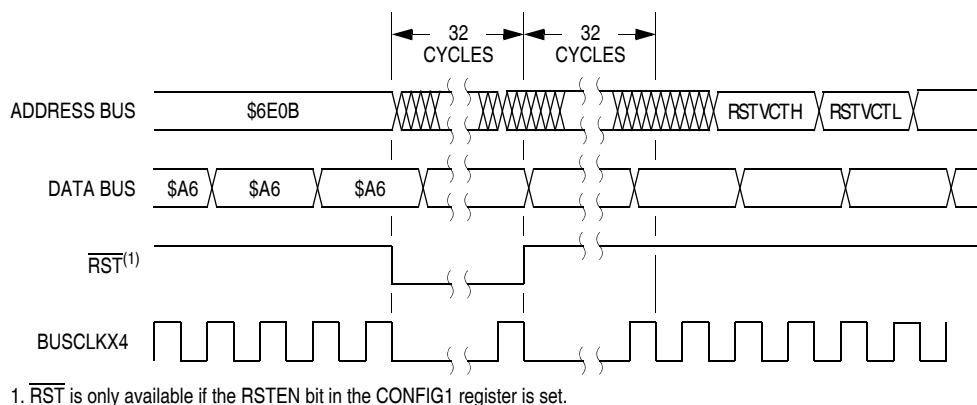 32
CYCLES
32
CYCLES
ADDRESS BUS
$6E0B
RSTVCTH
RSTVCTL
DATA BUS
$A6
$A6
$A6
RST(1)
BUSCLKX4
1. RST is only available if the RSTEN bit in the CONFIG1 register is set.